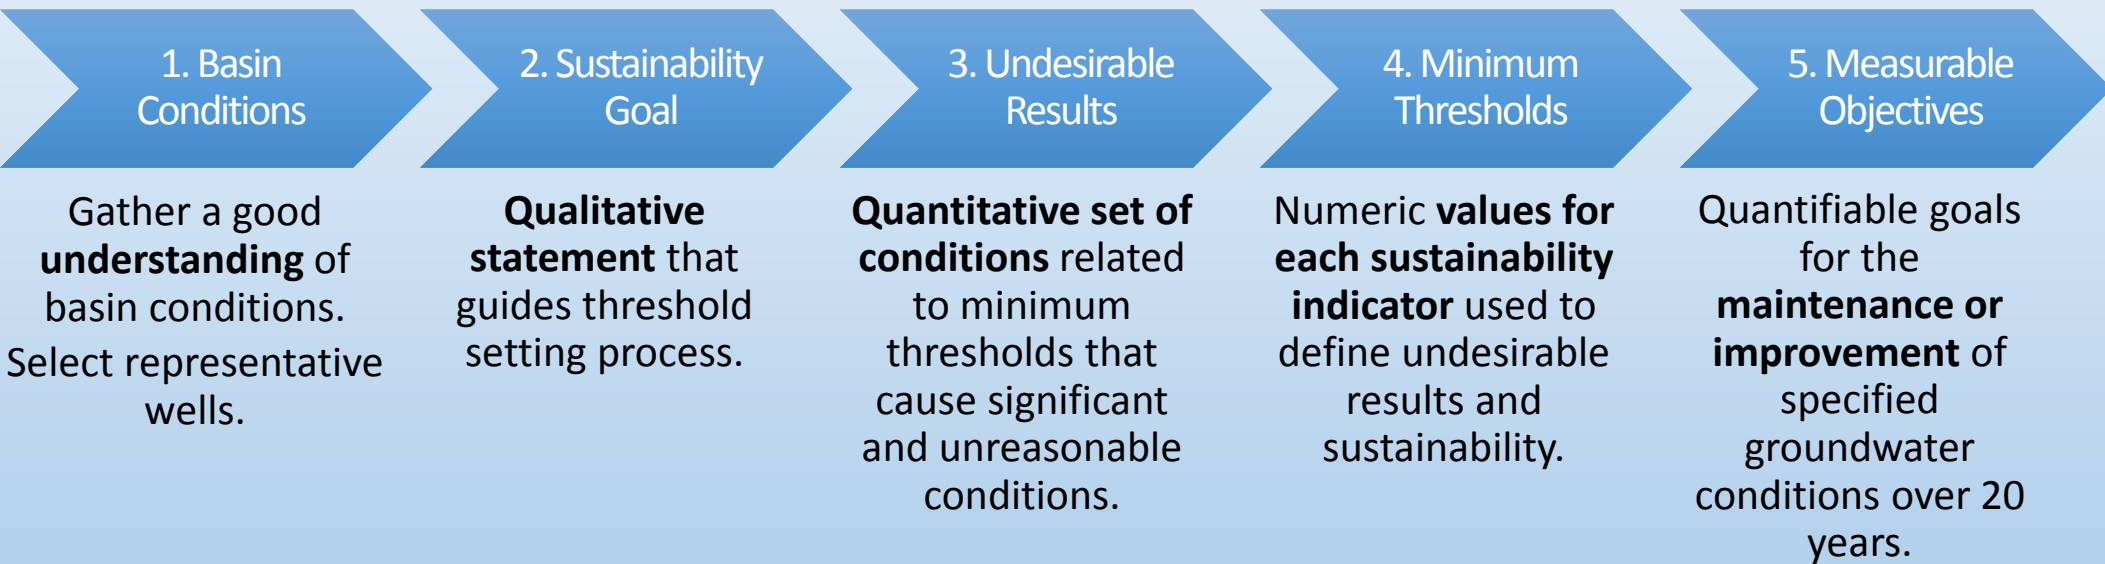 1. Basin
Conditions
Gather a good
understanding of
basin conditions.
Select representative
wells.
2. Sustainability
Goal
Qualitative
statement that
guides threshold
setting process.
3. Undesirable
Results
Quantitative set of
conditions related
to minimum
thresholds that
cause significant
and unreasonable
conditions.
4. Minimum
Thresholds
Numeric values for
each sustainability
indicator used to
define undesirable
results and
sustainability.
5. Measurable
Objectives
Quantifiable goals
for the
maintenance or
improvement of
specified
groundwater
conditions over 20
years.